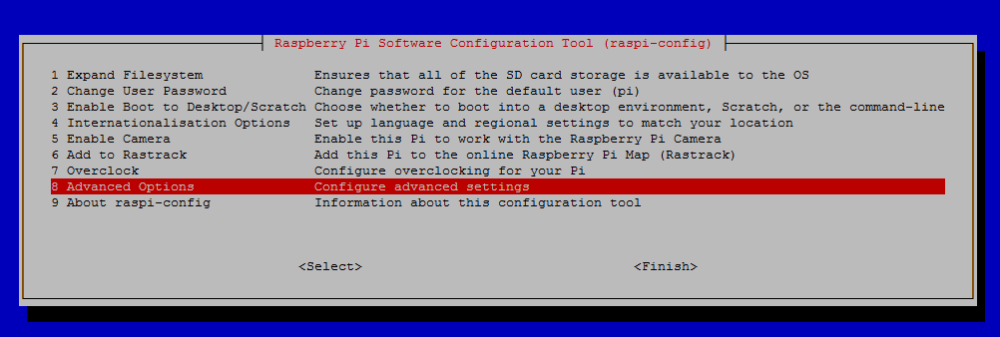 Raspberry Pi Software Configuration Tool (raspi-config)
1 Expand Filesystem Ensures that all of the SD card storage is available to the OS
2 Change User Password Change password for the default user (pi)
3 Enable Boot to Desktop/Scratch Choose whether to boot into a desktop environment, Scratch, or the command-line
4 Internationalisation Options Set up language and regional settings to match your location
5 Enable Camera Enable this Pi to work with the Raspberry Pi Camera
6 Add to Rastrack Add this Pi to the online Raspberry Pi Map (Rastrack)
7 Overclock Configure overclocking for your Pi
8 Advanced Options Configure advanced settings
9 About raspi-config Information about this configuration tool
<Select> <Finish>